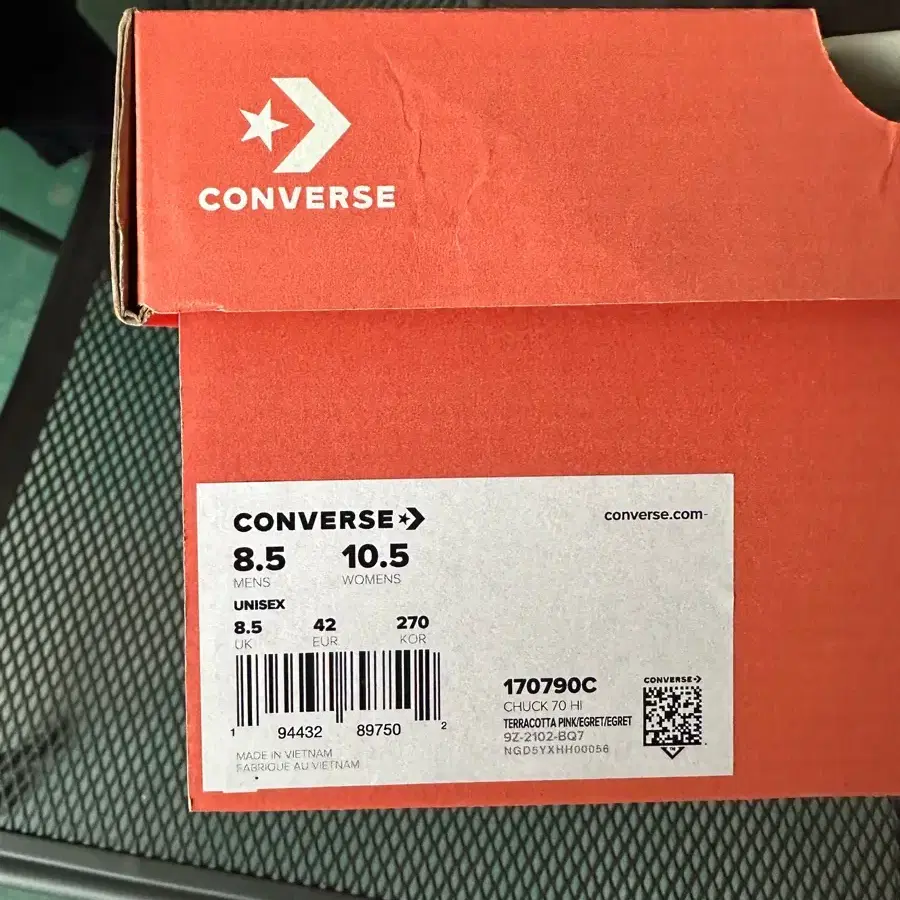 CONVERSE
CONVERSE
converse.com
8.5 10.5
MENS WOMENS
UNISEX
8.5 42 270
UK EUR KOR
1 94432 89750 2
170790C
CHUCK 70 HI
TERRACOTTA PINK/EGRET/EGRET
9Z-2102-BQ7
NGD5YXHH00056
CONVERSE
MADE IN VIETNAM
FABRIQUE AU VIETNAM